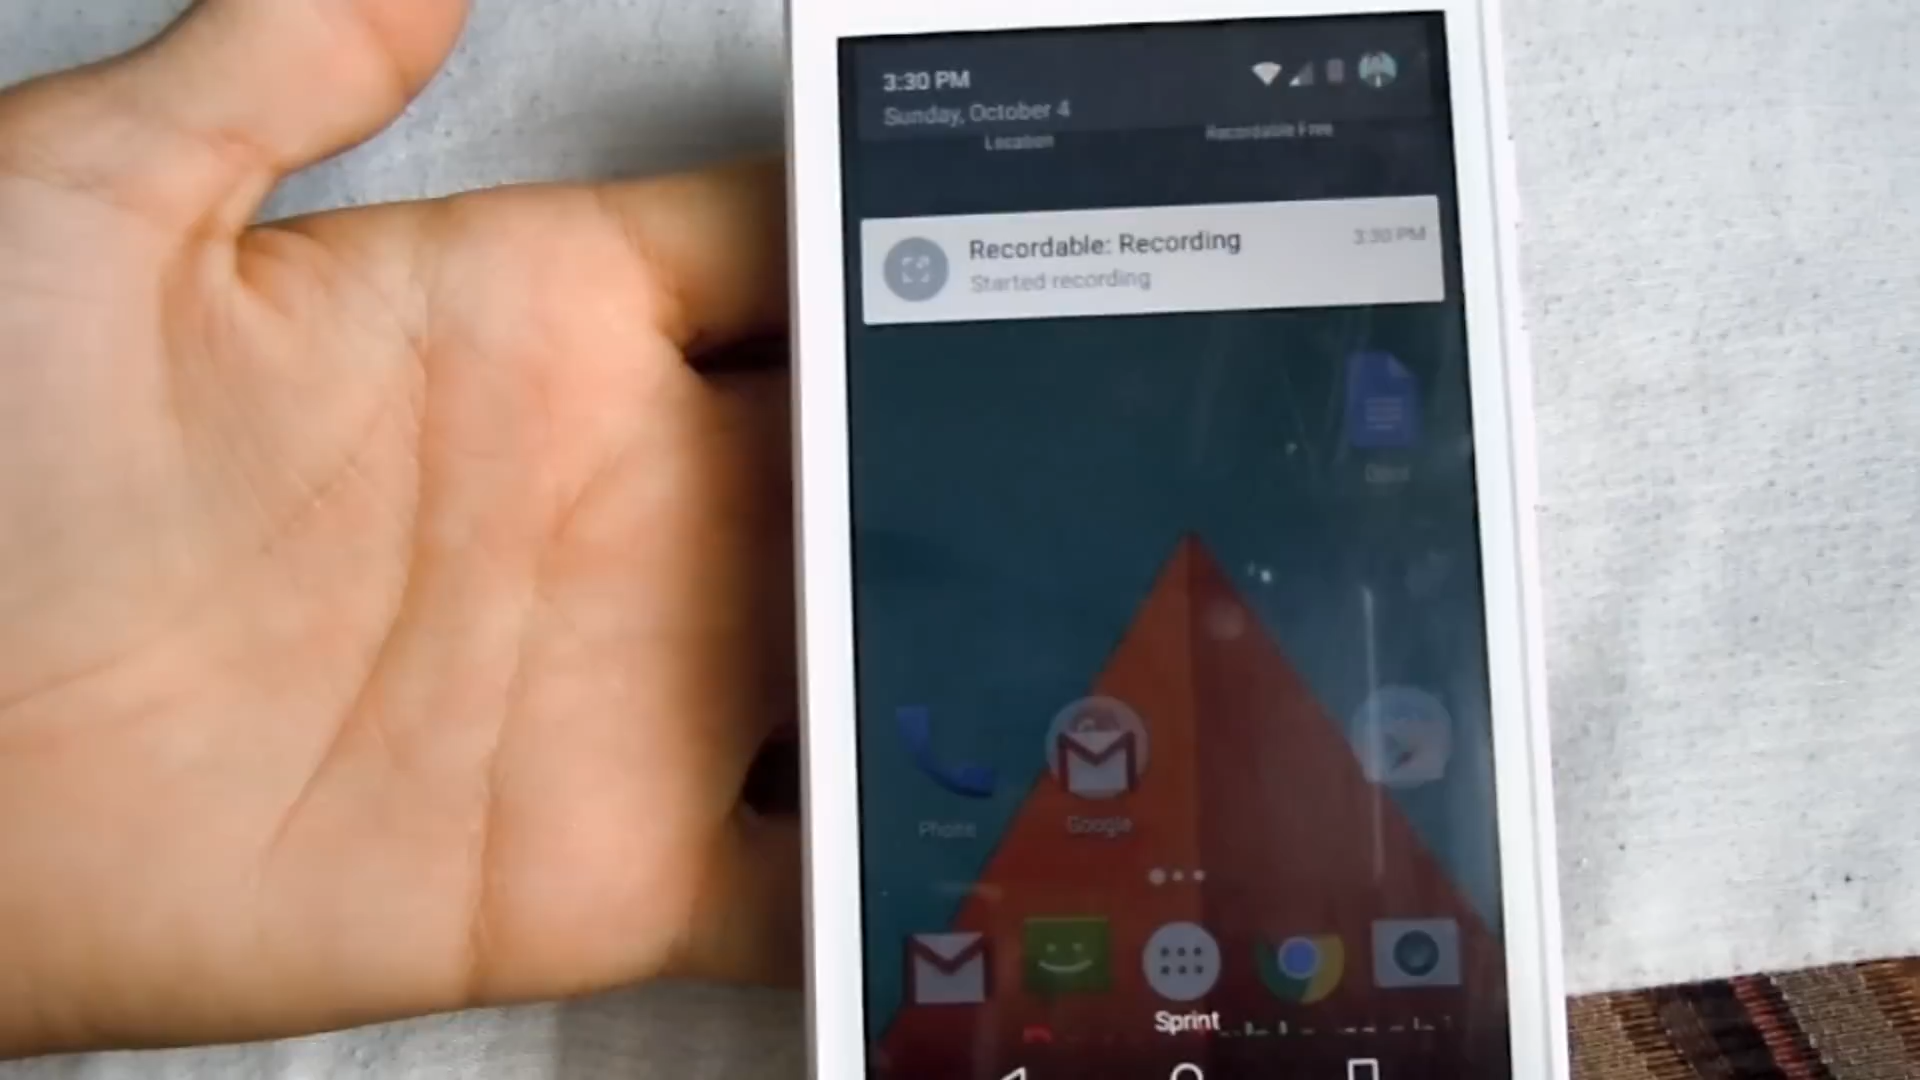 3:30 PM
Sunday, October 4
Location
Recordable Free
Recordable: Recording
3:30 PM
Started recording
Docs
Phone
Google
Sprint